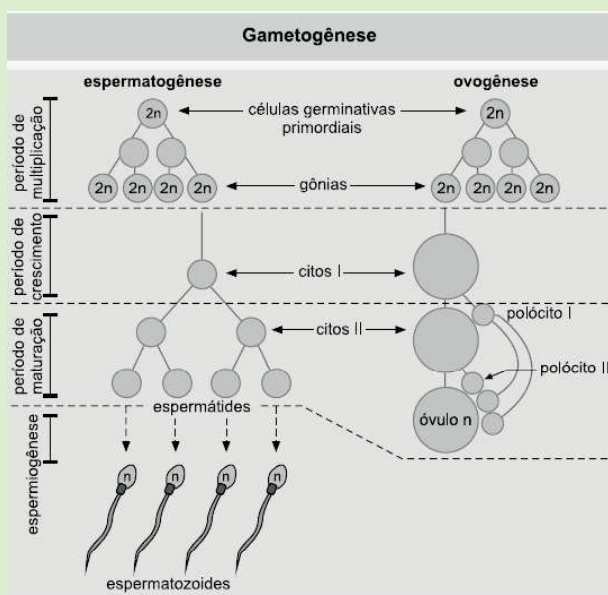 Gametogênese
espermatogênese
ovogênese
período de
multiplicação
2n
células germinativas
primordiais
2n
2n 2n 2n 2n
gônias
2n 2n 2n 2n
período de
crescimento
citos I
período de
maturação
citos II
polócito I
polócito II
espermátides
óvulo n
espermiogênese
n n n n
espermatozoides